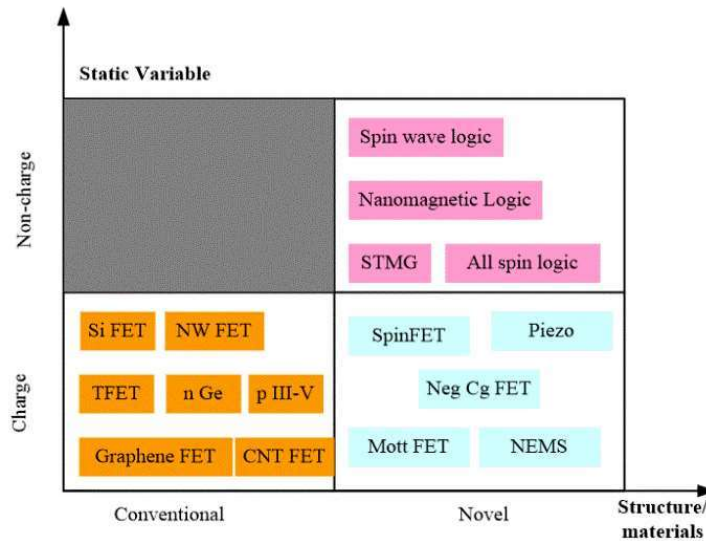 Static Variable
Non-charge
Spin wave logic
Nanomagnetic Logic
STMG All spin logic
Charge
Si FET NW FET
TFET n Ge p III-V
Graphene FET CNT FET
SpinFET Piezo
Neg Cg FET
Mott FET NEMS
Conventional Novel
Structure/
materials